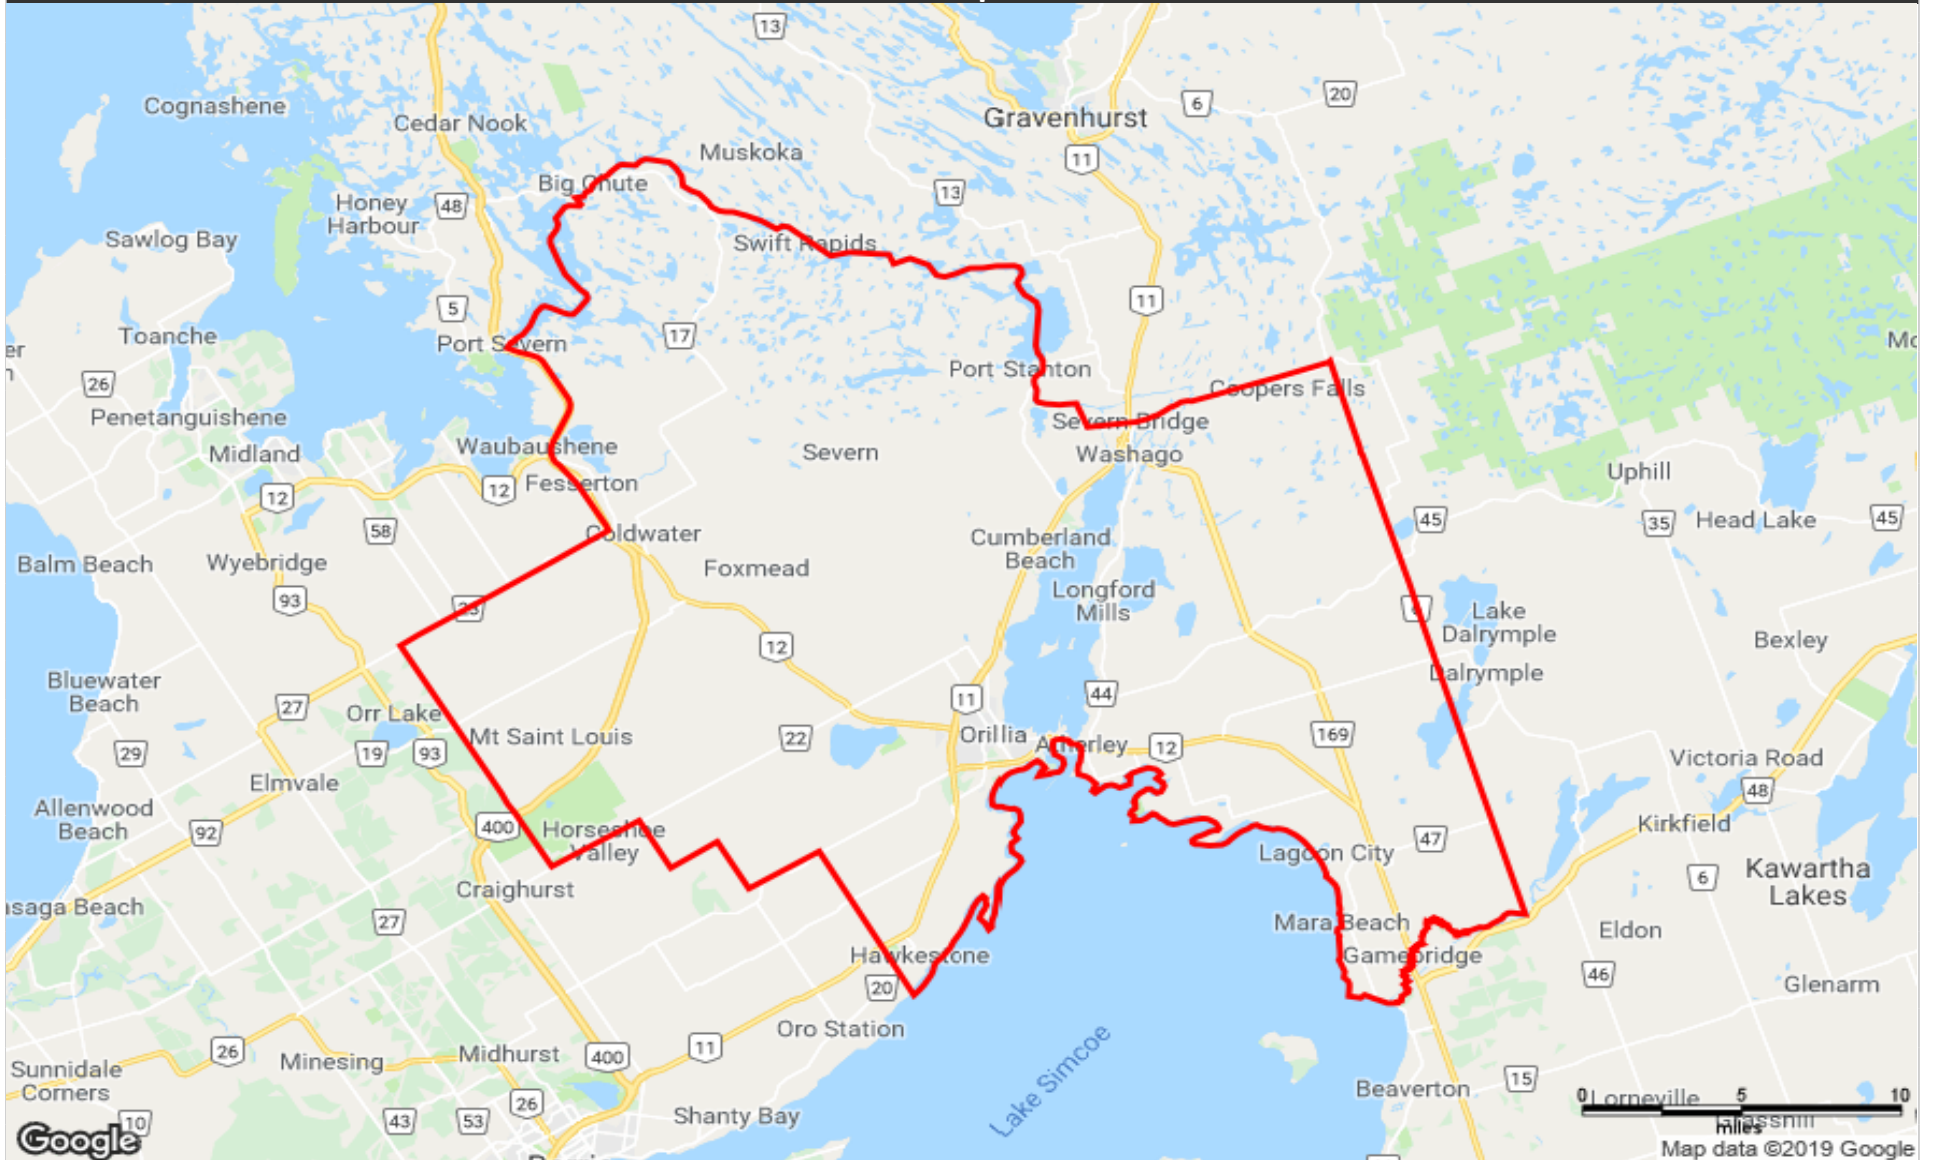 13
Cognashene
Cedar Nook
Gravenhurst
6
20
Muskoka
11
Big Chute
Honey
Harbour
48
13
Sawlog Bay
Swift Rapids
5
11
Toanche
Port Severn
17
26
Port Stanton
Coopers Falls
Penetanguishene
Severn Bridge
Midland
Waubaushene
Severn
Washago
12
12
Fesserton
Uphill
58
Coldwater
45
35
Head Lake
45
Balm Beach
Wyebridge
Foxmead
Cumberland
Beach
93
23
Longford
Mills
6
Lake
Dalrymple
12
Bexley
Bluewater
Beach
27
Orr Lake
11
44
Dalrymple
29
19
93
Mt Saint Louis
22
Orillia
Atherley
12
169
Elmvale
Victoria Road
48
Allenwood
Beach
92
400
Horseshoe
Valley
Lagoon City
47
Kirkfield
Craighurst
6
Kawartha
Lakes
asaga Beach
27
Mara Beach
Eldon
Hawkestone
Gamebridge
20
46
Glenarm
Oro Station
26
Minesing
Midhurst
400
11
Lake Simcoe
Sunnidale
Corners
Beaverton
15
10
43
53
26
Shanty Bay
0
5
10
Lorneville
miles
Glasshill
Google
Map data ©2019 Google